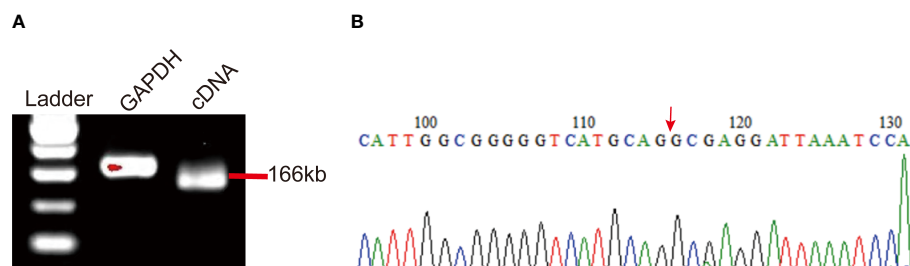 A
B
Ladder
GAPDH
cDNA
166kb
100 110 120 130
CATTGGCGGGGGTCATGCAGGCGAGGATTAAATCCA